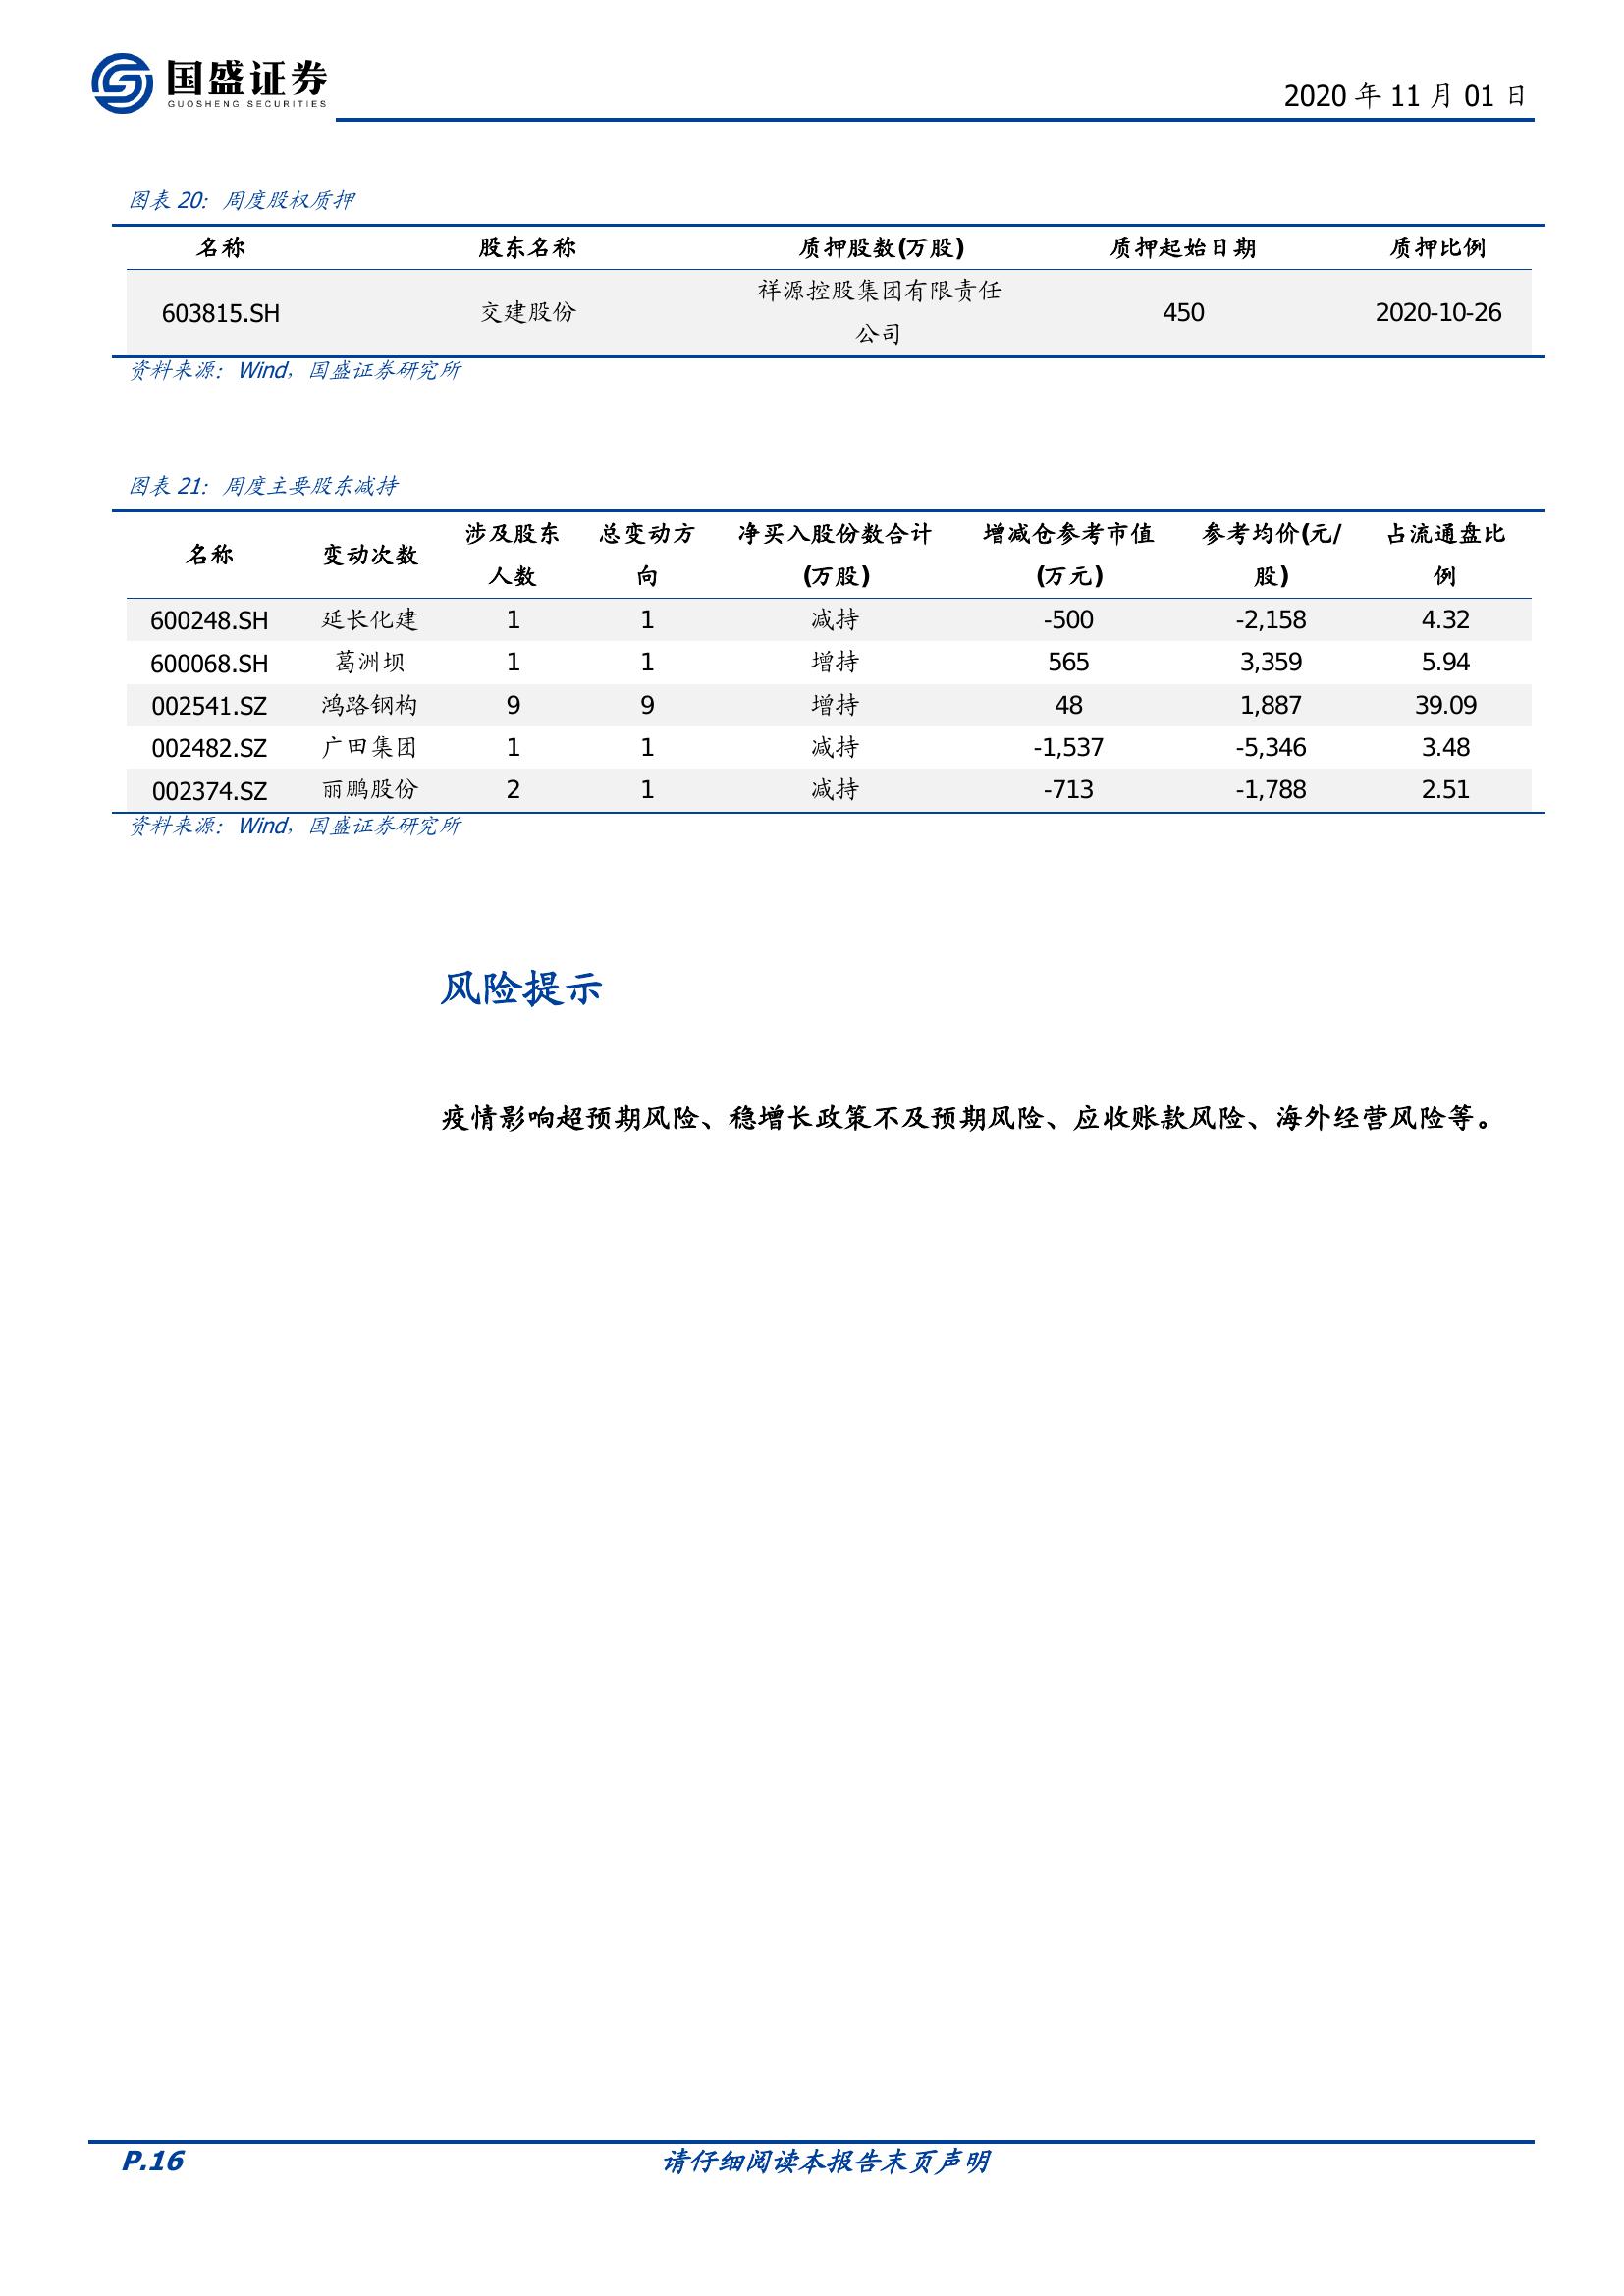 国盛证券
GUOSHENG SECURITIES
2020 年 11 月 01 日
图表 20：周度股权质押
名称 股东名称 质押股数(万股) 质押起始日期 质押比例
603815.SH 交建股份 祥源控股集团有限责任公司 450 2020-10-26
资料来源：Wind，国盛证券研究所
图表 21：周度主要股东减持
名称 变动次数 涉及股东人数 总变动方向 净买入股份数合计(万股) 增减仓参考市值(万元) 参考均价(元/股) 占流通盘比例
600248.SH 延长化建 1 1 减持 -500 -2,158 4.32
600068.SH 葛洲坝 1 1 增持 565 3,359 5.94
002541.SZ 鸿路钢构 9 9 增持 48 1,887 39.09
002482.SZ 广田集团 1 1 减持 -1,537 -5,346 3.48
002374.SZ 丽鹏股份 2 1 减持 -713 -1,788 2.51
资料来源：Wind，国盛证券研究所
风险提示
疫情影响超预期风险、稳增长政策不及预期风险、应收账款风险、海外经营风险等。
P.16 请仔细阅读本报告末页声明